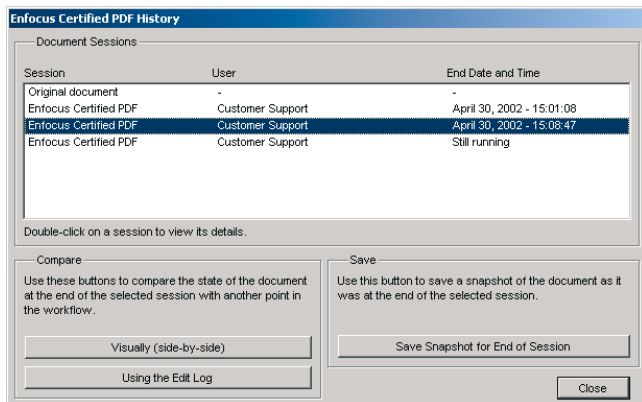 Enfocus Certified PDF History
Document Sessions
Session User End Date and Time
Original document - -
Enfocus Certified PDF Customer Support April 30, 2002 - 15:01:08
Enfocus Certified PDF Customer Support April 30, 2002 - 15:08:47
Enfocus Certified PDF Customer Support Still running
Double-click on a session to view its details.
Compare
Use these buttons to compare the state of the document
at the end of the selected session with another point in
the workflow.
Visually (side-by-side)
Using the Edit Log
Save
Use this button to save a snapshot of the document as it
was at the end of the selected session.
Save Snapshot for End of Session
Close